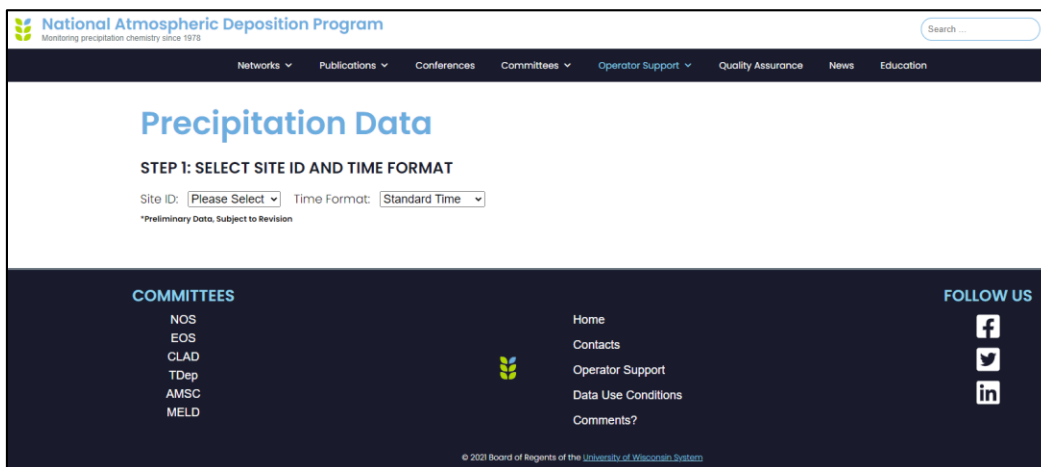 National Atmospheric Deposition Program
Monitoring precipitation chemistry since 1978
Search ...
Networks Publications Conferences Committees Operator Support Quality Assurance News Education
Precipitation Data
STEP 1: SELECT SITE ID AND TIME FORMAT
Site ID: Please Select Time Format: Standard Time
*Preliminary Data, Subject to Revision
COMMITTEES
NOS
EOS
CLAD
TDep
AMSC
MELD
Home
Contacts
Operator Support
Data Use Conditions
Comments?
FOLLOW US
© 2021 Board of Regents of the University of Wisconsin System